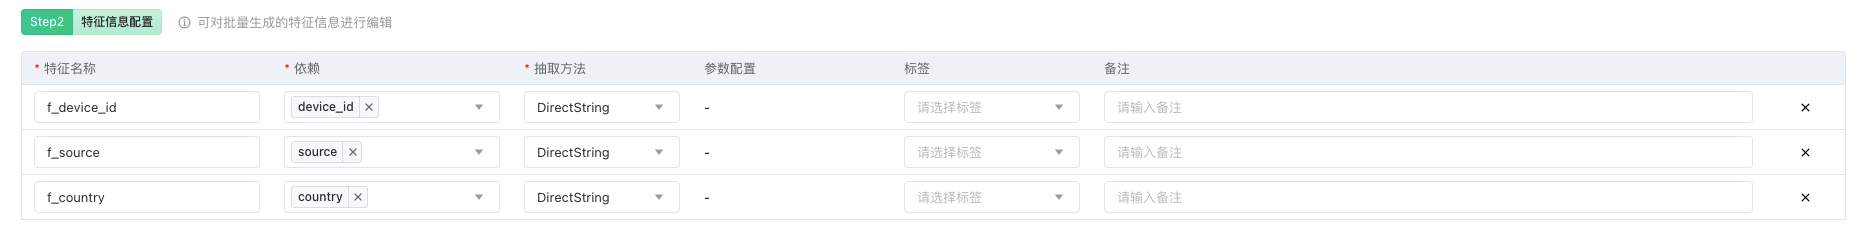 Step2 特征信息配置 可对批量生成的特征信息进行编辑
* 特征名称 * 依赖 * 抽取方法 参数配置 标签 备注
f_device_id device_id × DirectString - 请选择标签 请输入备注 ×
f_source source × DirectString - 请选择标签 请输入备注 ×
f_country country × DirectString - 请选择标签 请输入备注 ×